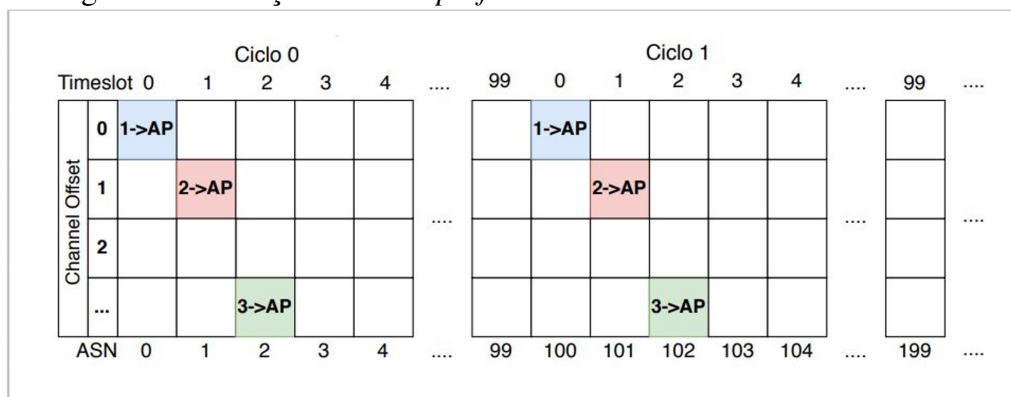 Ciclo 0 Ciclo 1
Timeslot 0 1 2 3 4 .... 99 0 1 2 3 4 .... 99 ....
Channel Offset
0 1->AP 1->AP
1 2->AP 2->AP
.... .... ....
2
... 3->AP 3->AP
ASN 0 1 2 3 4 .... 99 100 101 102 103 104 .... 199 ....